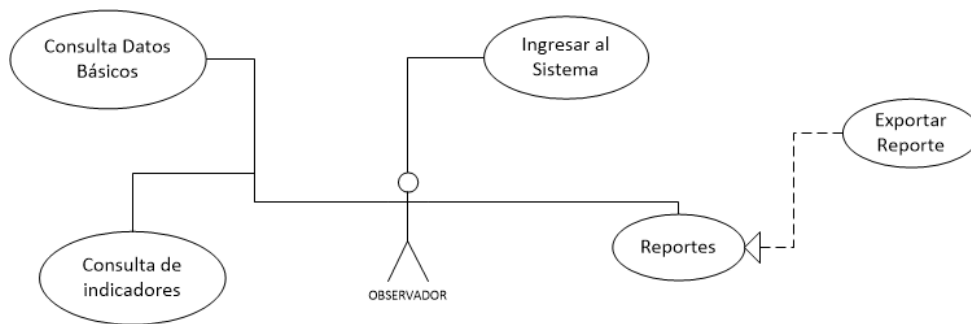 Consulta Datos
Básicos
Ingresar al
Sistema
Exportar
Reporte
Reportes
Consulta de
indicadores
OBSERVADOR